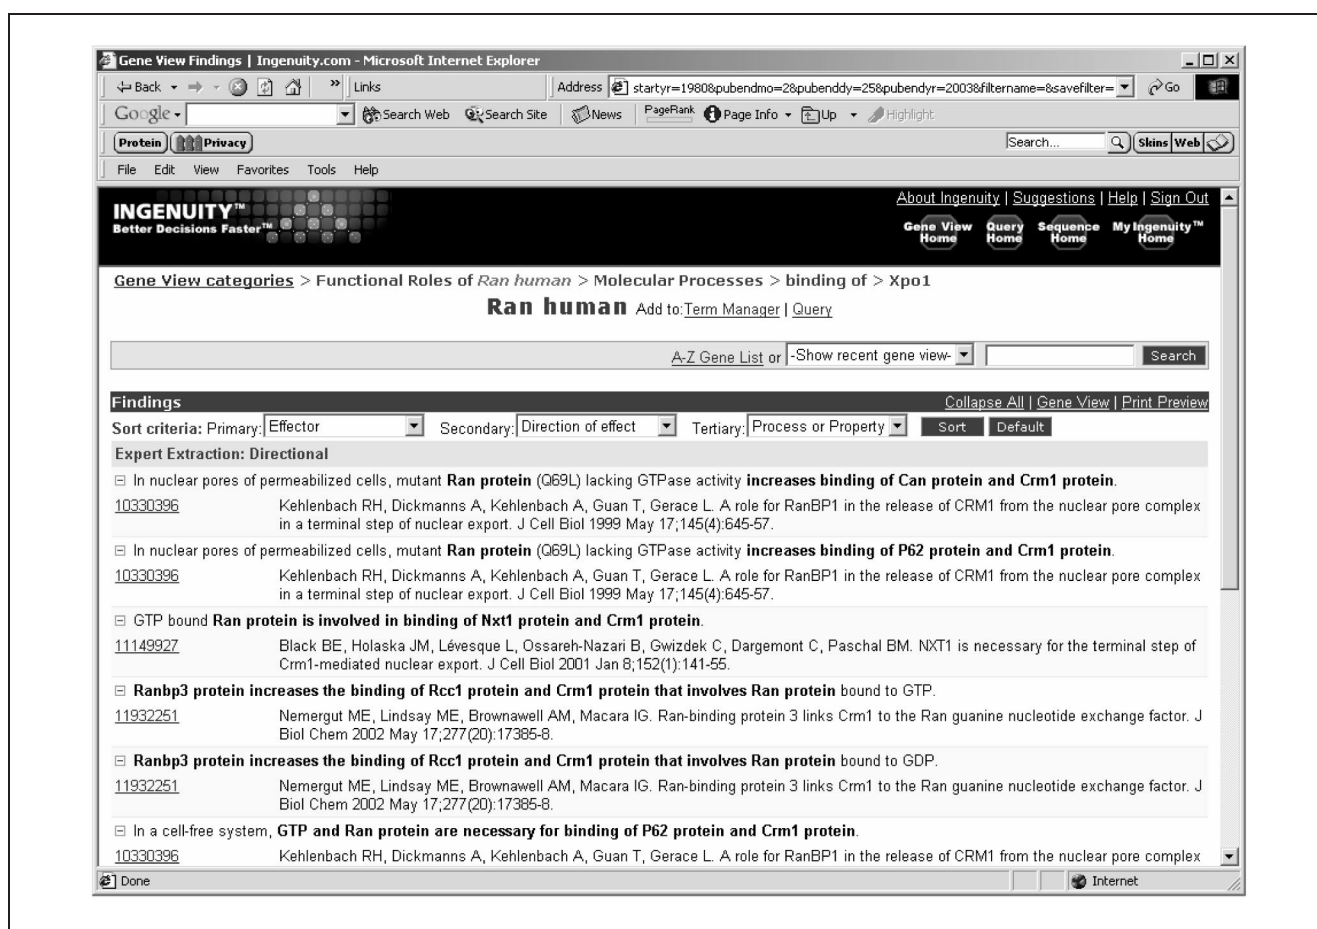 Gene View Findings | Ingenuity.com - Microsoft Internet Explorer
Back » Links Address startyr=1980&pubendmo=2&pubenddy=25&pubendyr=2003&filtername=&savefilter= Go
Google Search Web Search Site News PageRank Page Info Up Highlight
Protein Privacy Search... Skins Web
File Edit View Favorites Tools Help
About Ingenuity | Suggestions | Help | Sign Out
INGENUITY™
Better Decisions Faster™
Gene View Home Query Home Sequence Home My Ingenuity™ Home
Gene View categories > Functional Roles of Ran human > Molecular Processes > binding of > Xpo1
Ran human Add to: Term Manager | Query
A-Z Gene List or -Show recent gene view- Search
Findings Collapse All | Gene View | Print Preview
Sort criteria: Primary: Effector Secondary: Direction of effect Tertiary: Process or Property Sort Default
Expert Extraction: Directional
In nuclear pores of permeabilized cells, mutant Ran protein (Q69L) lacking GTPase activity increases binding of Can protein and Crm1 protein.
10330396 Kehlenbach RH, Dickmanns A, Kehlenbach A, Guan T, Gerace L. A role for RanBP1 in the release of CRM1 from the nuclear pore complex
in a terminal step of nuclear export. J Cell Biol 1999 May 17;145(4):645-57.
In nuclear pores of permeabilized cells, mutant Ran protein (Q69L) lacking GTPase activity increases binding of P62 protein and Crm1 protein.
10330396 Kehlenbach RH, Dickmanns A, Kehlenbach A, Guan T, Gerace L. A role for RanBP1 in the release of CRM1 from the nuclear pore complex
in a terminal step of nuclear export. J Cell Biol 1999 May 17;145(4):645-57.
GTP bound Ran protein is involved in binding of Nxt1 protein and Crm1 protein.
11149927 Black BE, Holaska JM, Lévesque L, Ossareh-Nazari B, Gwizdek C, Dargemont C, Paschal BM. NXT1 is necessary for the terminal step of
Crm1-mediated nuclear export. J Cell Biol 2001 Jan 8;152(1):141-55.
Ranbp3 protein increases the binding of Rcc1 protein and Crm1 protein that involves Ran protein bound to GTP.
11932251 Nemergut ME, Lindsay ME, Brownawell AM, Macara IG. Ran-binding protein 3 links Crm1 to the Ran guanine nucleotide exchange factor. J
Biol Chem 2002 May 17;277(20):17385-8.
Ranbp3 protein increases the binding of Rcc1 protein and Crm1 protein that involves Ran protein bound to GDP.
11932251 Nemergut ME, Lindsay ME, Brownawell AM, Macara IG. Ran-binding protein 3 links Crm1 to the Ran guanine nucleotide exchange factor. J
Biol Chem 2002 May 17;277(20):17385-8.
In a cell-free system, GTP and Ran protein are necessary for binding of P62 protein and Crm1 protein.
10330396 Kehlenbach RH, Dickmanns A, Kehlenbach A, Guan T, Gerace L. A role for RanBP1 in the release of CRM1 from the nuclear pore complex
Done Internet